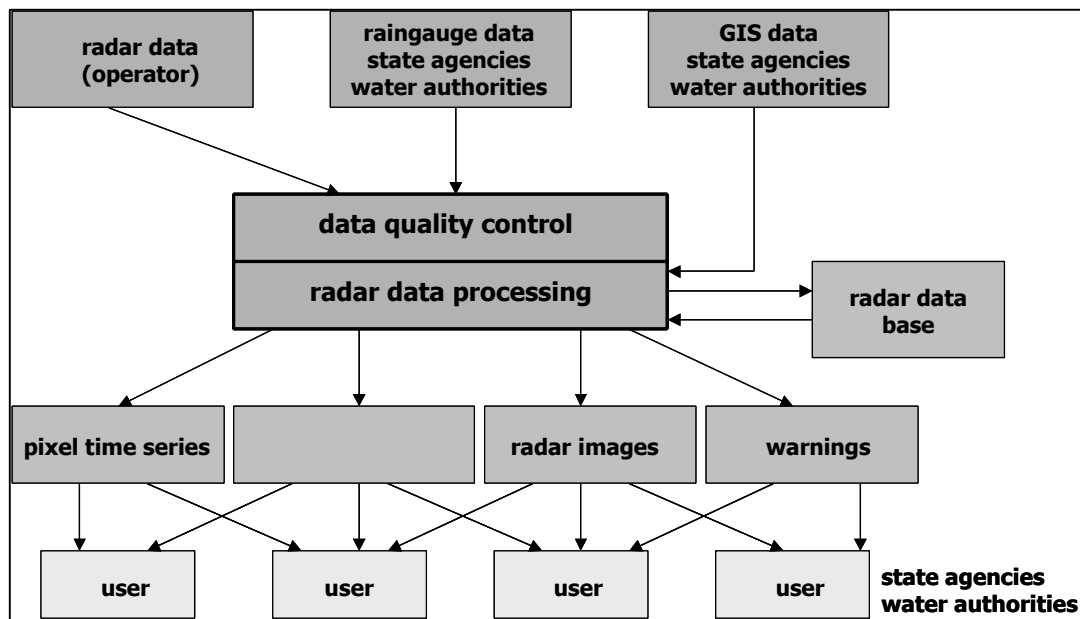 radar data
(operator)
raingauge data
state agencies
water authorities
GIS data
state agencies
water authorities
data quality control
radar data processing
radar data
base
pixel time series
radar images
warnings
user
user
user
user
state agencies
water authorities